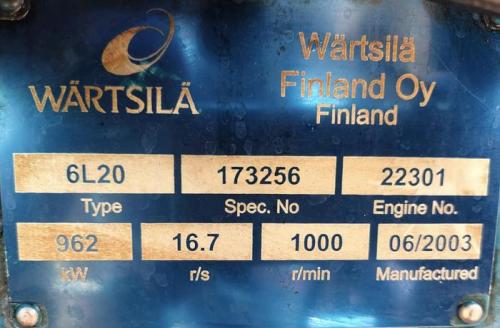 WÄRTSILÄ
Wärtsilä
Finland Oy
Finland
6L20 173256 22301
Type Spec. No Engine No.
962 16.7 1000 06/2003
kW r/s r/min Manufactured